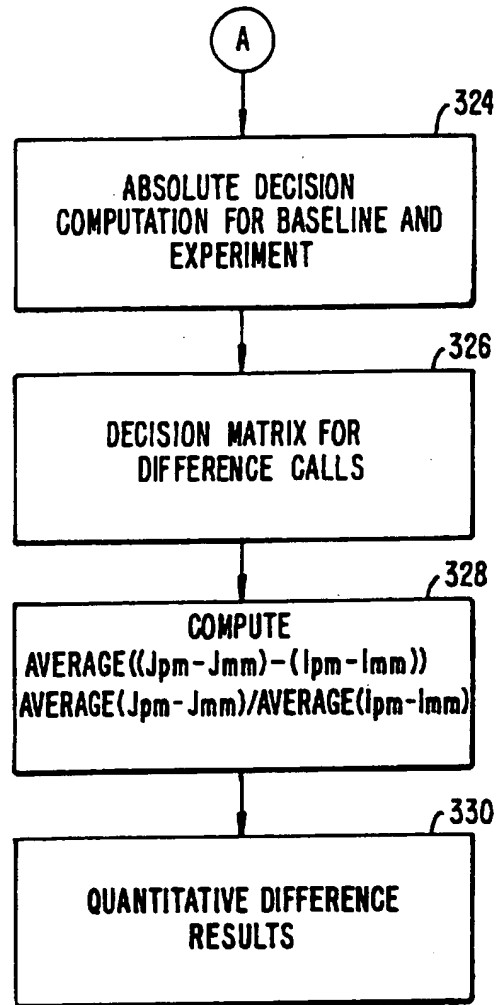 A
324
ABSOLUTE DECISION
COMPUTATION FOR BASELINE AND
EXPERIMENT
326
DECISION MATRIX FOR
DIFFERENCE CALLS
328
COMPUTE
AVERAGE((Jpm-Jmm)-(Ipm-Imm))
AVERAGE(Jpm-Jmm)/AVERAGE(Ipm-Imm)
330
QUANTITATIVE DIFFERENCE
RESULTS